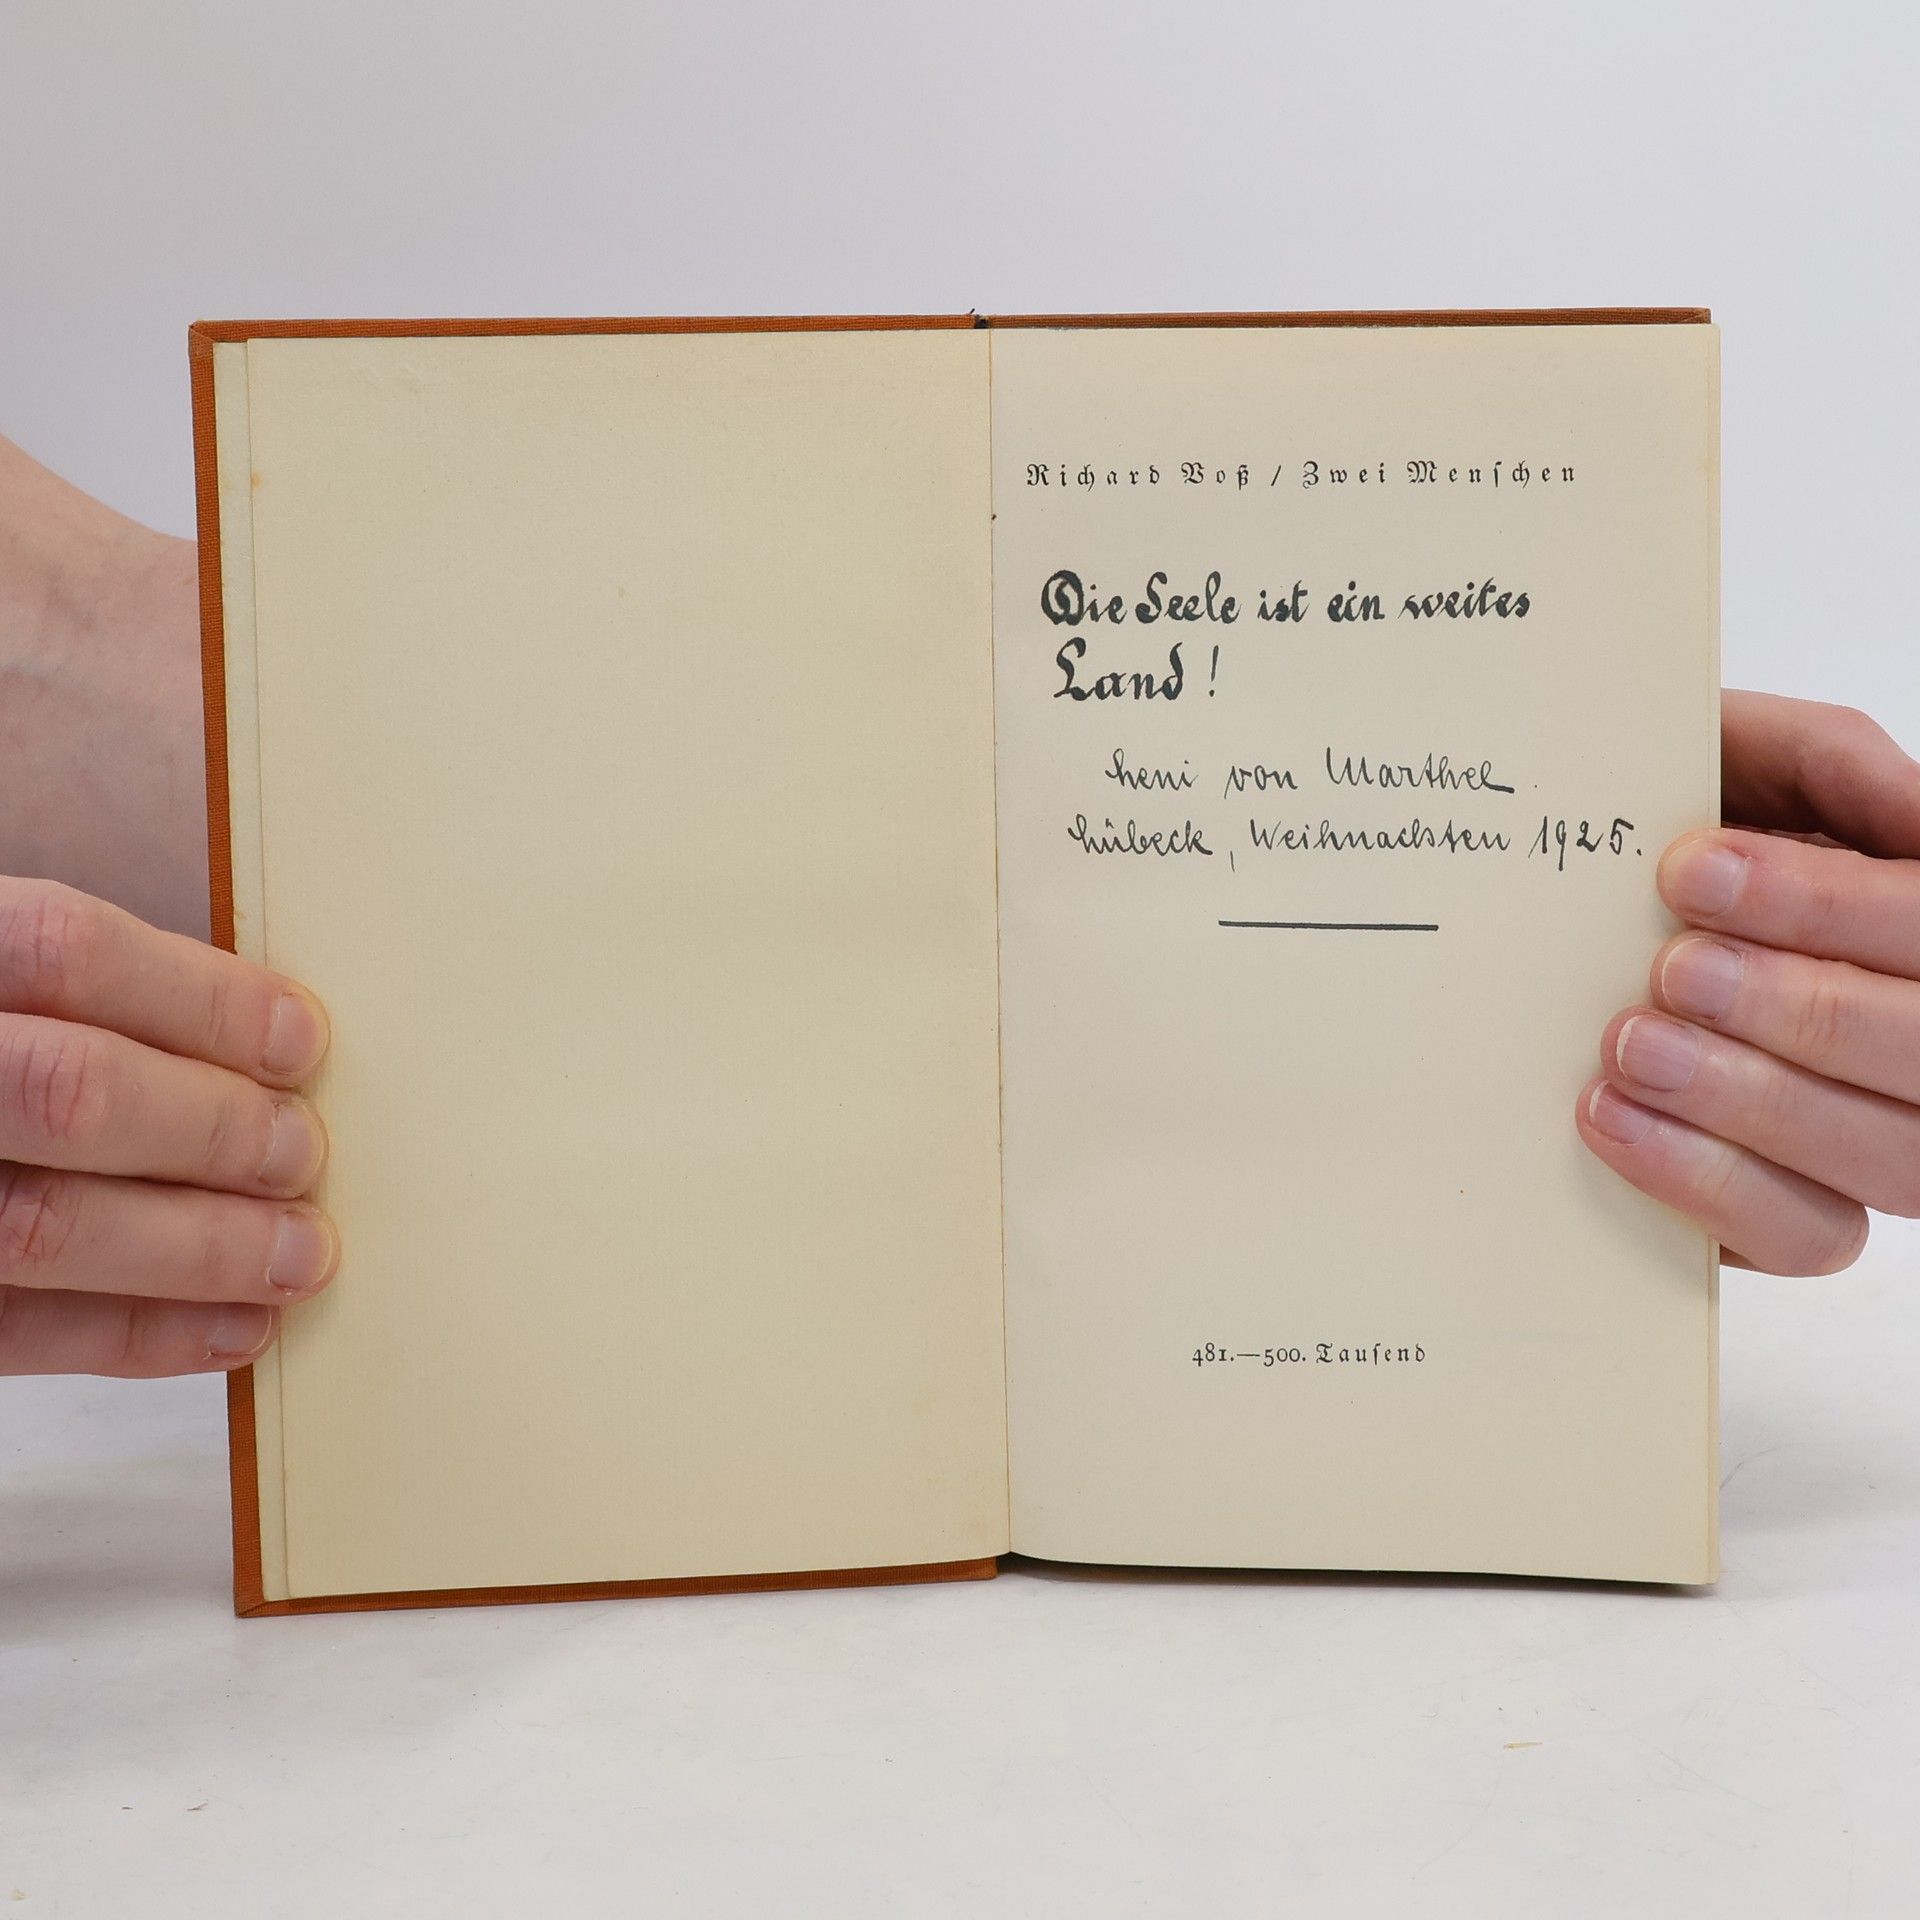 Richard Voß / Zwei Menſchen
Die Seele ist ein weites
Land!
Leni von Marthel.
Lübeck, Weihnachten 1925.
481.—500. Tauſend